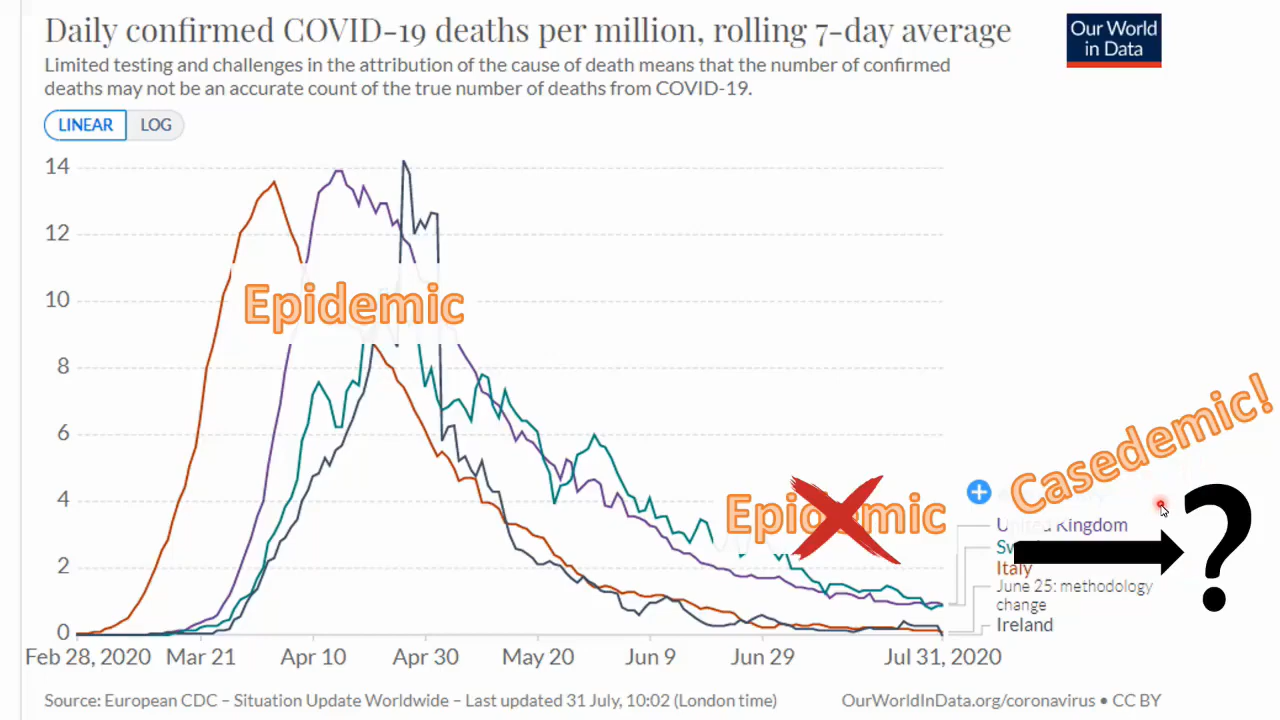 Daily confirmed COVID-19 deaths per million, rolling 7-day average
Our World
in Data
Limited testing and challenges in the attribution of the cause of death means that the number of confirmed
deaths may not be an accurate count of the true number of deaths from COVID-19.
LINEAR
LOG
14
12
10
8
6
4
2
0
Epidemic
Epidemic
Casedemic!
?
United Kingdom
Italy
June 25: methodology
change
Ireland
Feb 28, 2020
Mar 21
Apr 10
Apr 30
May 20
Jun 9
Jun 29
Jul 31, 2020
Source: European CDC – Situation Update Worldwide – Last updated 31 July, 10:02 (London time)
OurWorldInData.org/coronavirus • CC BY